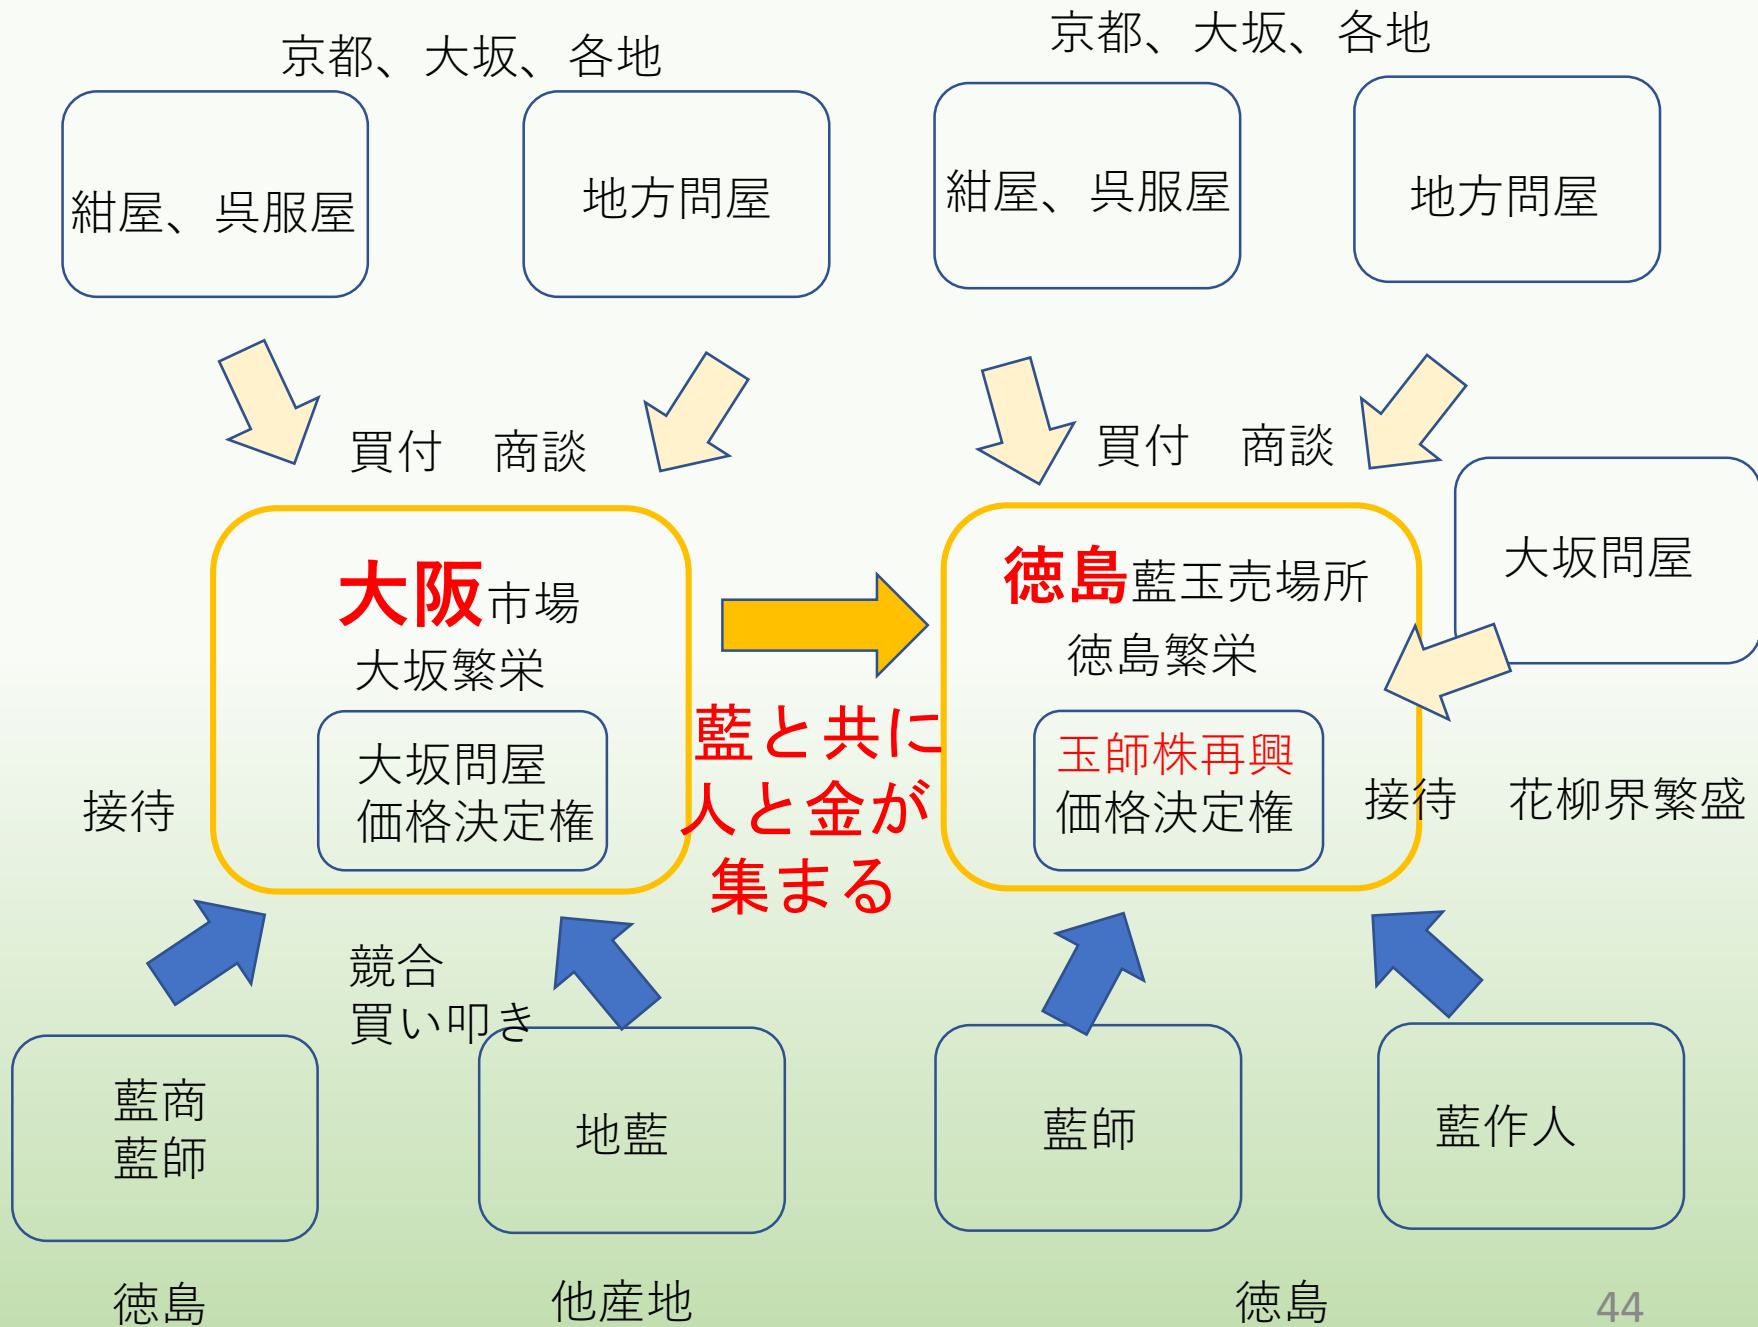 京都、大坂、各地
京都、大坂、各地
紺屋、呉服屋
地方問屋
紺屋、呉服屋
地方問屋
買付　商談
買付　商談
大阪市場
大坂繁栄
大坂問屋
価格決定権
接待
藍と共に
人と金が
集まる
徳島藍玉売場所
徳島繁栄
玉師株再興
価格決定権
大坂問屋
接待　花柳界繁盛
競合
買い叩き
藍商
藍師
地藍
藍師
藍作人
徳島
他産地
徳島
44